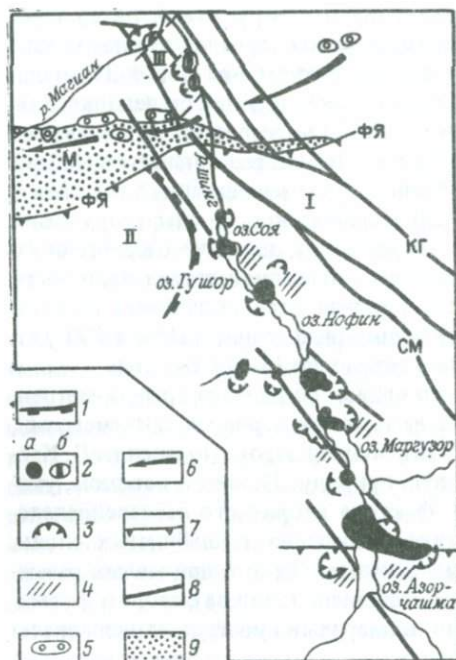 р. Магиан
III
ФЯ
М
ФЯ
р. Шинг
I
II
оз. Соя
КГ
оз. Гушор
оз. Нофин
СМ
оз. Маргузор
оз. Азор-
чашма
1
а б
2
3
4
5
6
7
8
9